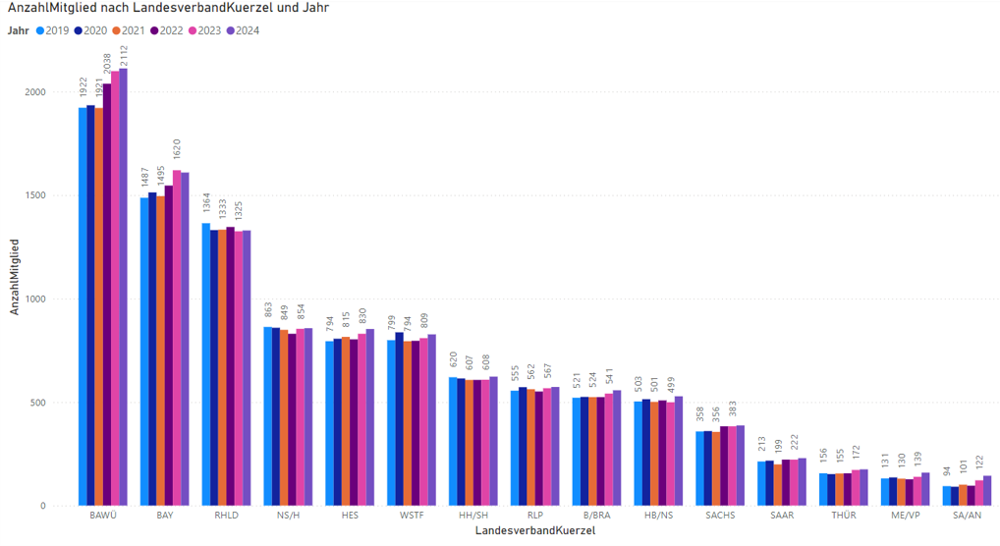 AnzahlMitglied nach LandesverbandKuerzel und Jahr
Jahr 2019 2020 2021 2022 2023 2024
AnzahlMitglied
2000
1500
1000
500
0
1922 1921 2038 2112
1487 1495 1620
1364 1333 1325
863 849 854
794 815 830
799 794 809
620 607 608
555 562 567
521 524 541
503 501 499
358 356 383
213 199 222
156 155 172
131 130 139
94 101 122
BAWÜ BAY RHLD NS/H HES WSTF HH/SH RLP B/BRA HB/NS SACHS SAAR THÜR ME/VP SA/AN
LandesverbandKuerzel